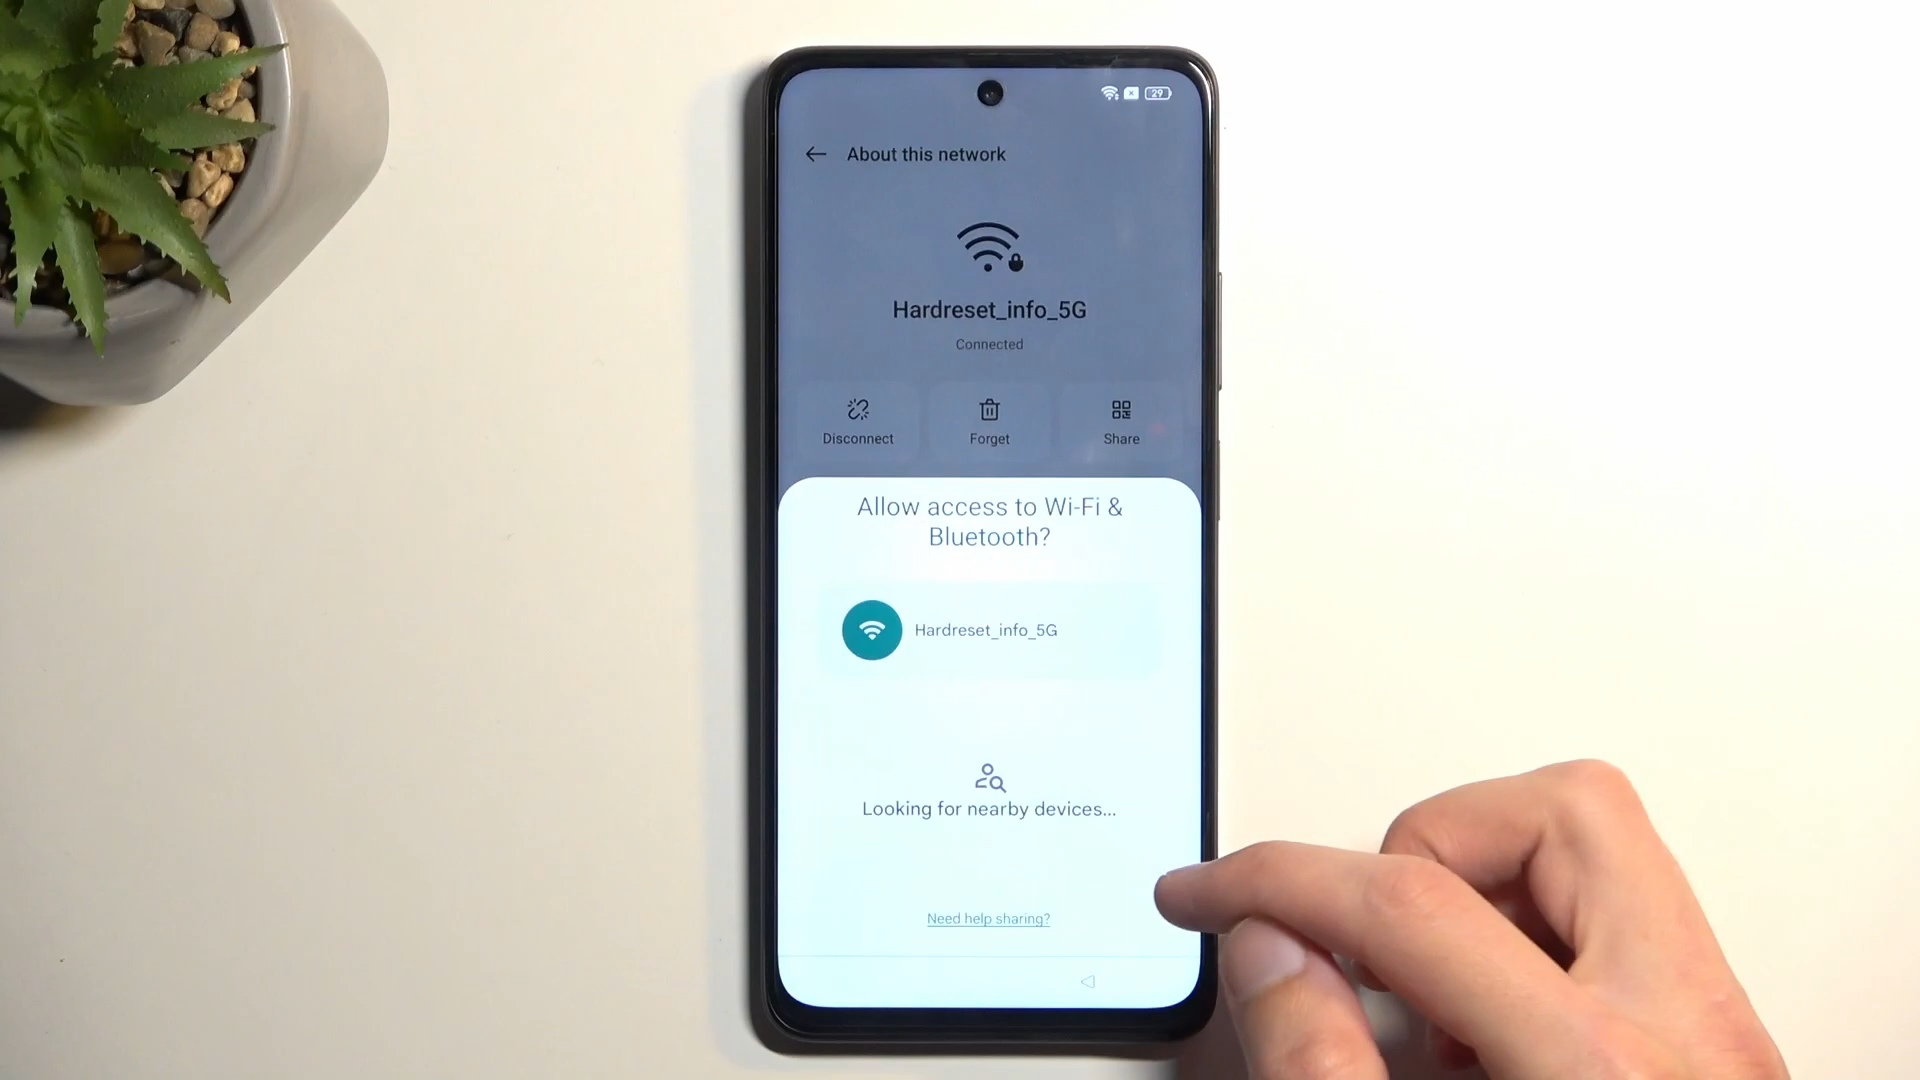 29
About this network
Hardreset_info_5G
Connected
Disconnect Forget Share
Allow access to Wi-Fi &
Bluetooth?
Hardreset_info_5G
Looking for nearby devices...
Need help sharing?